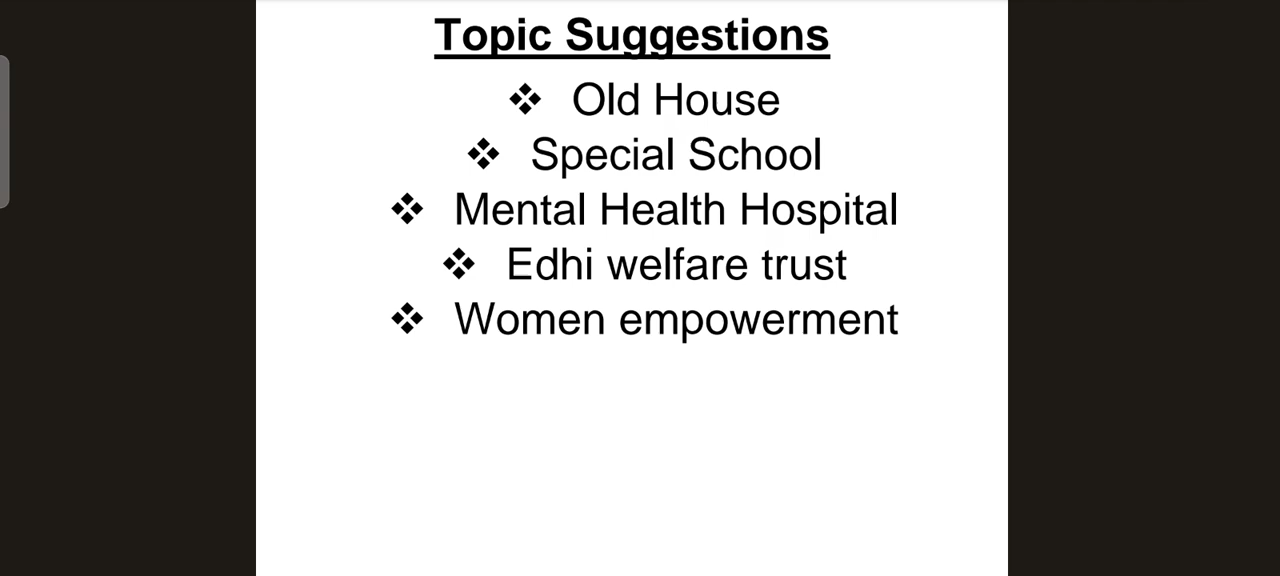 Topic Suggestions
❖ Old House
❖ Special School
❖ Mental Health Hospital
❖ Edhi welfare trust
❖ Women empowerment